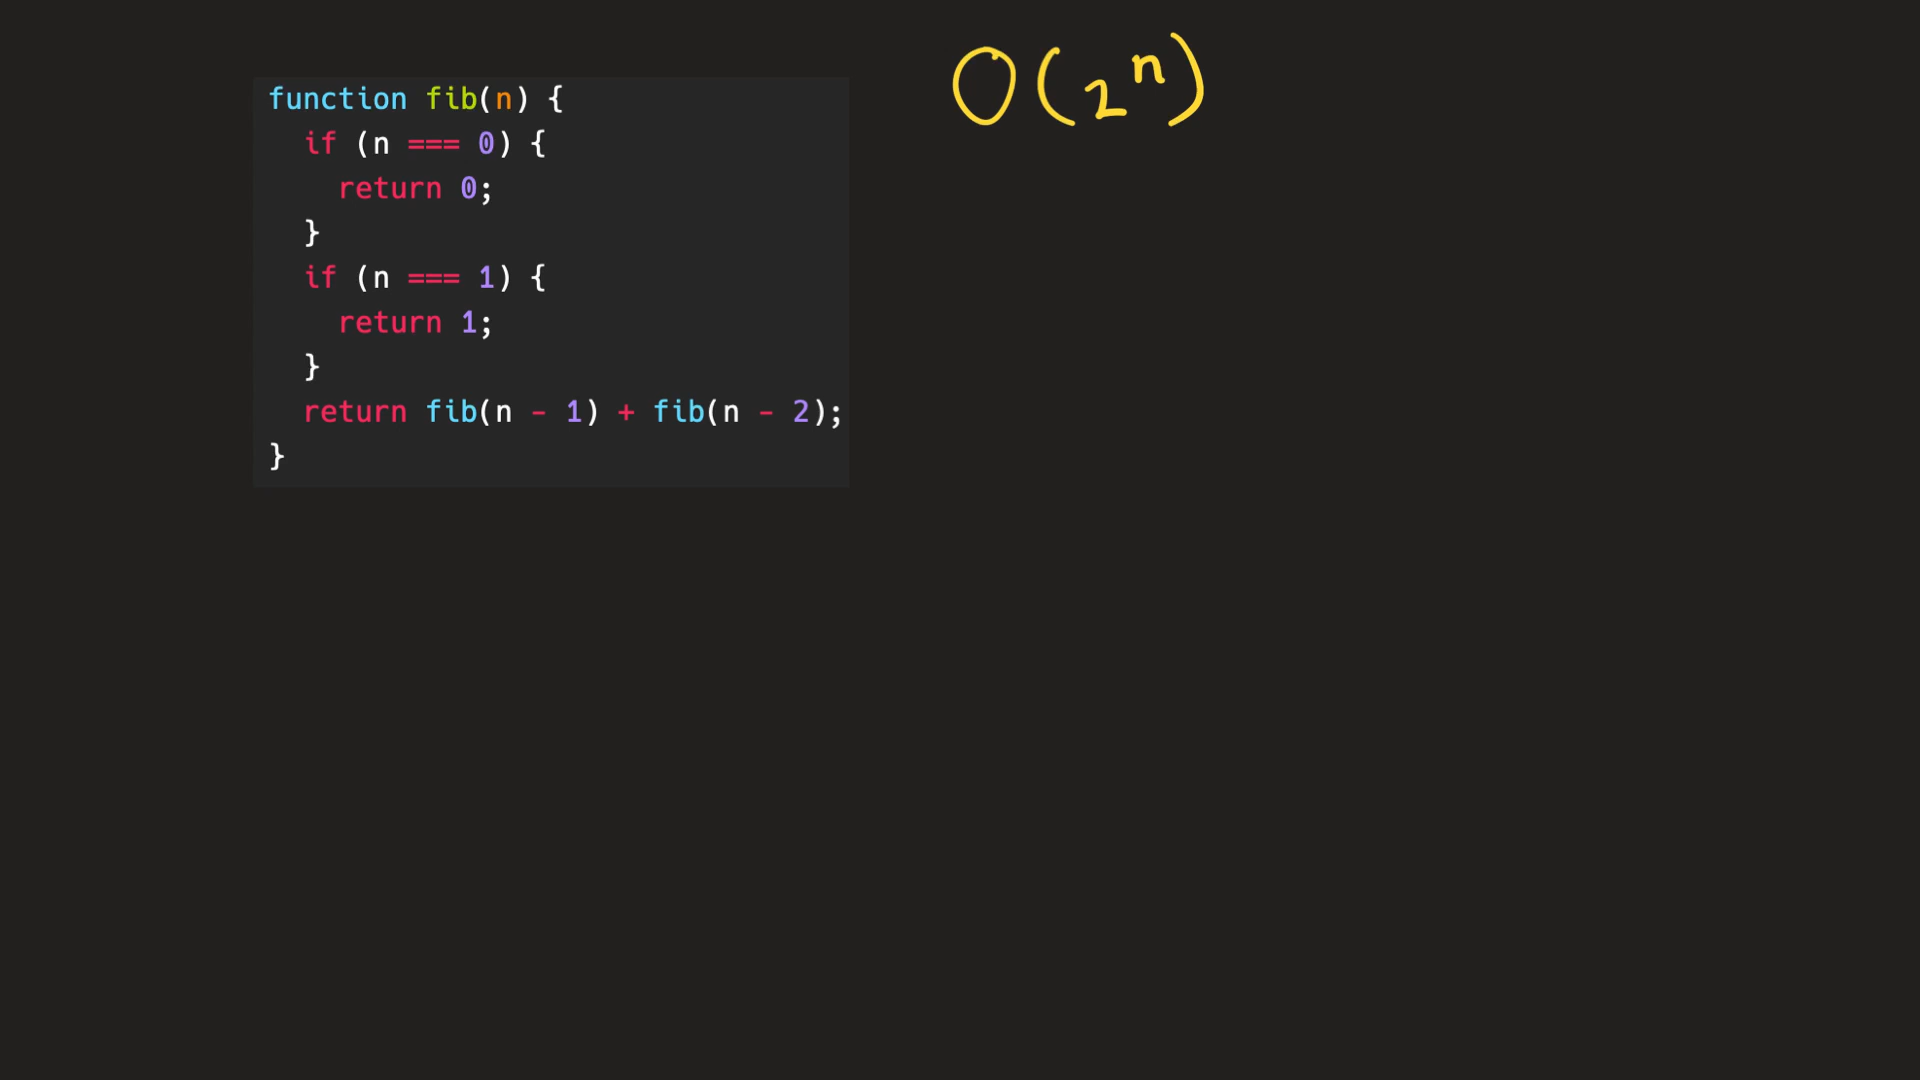 function fib(n) {
  if (n === 0) {
    return 0;
  }
  if (n === 1) {
    return 1;
  }
  return fib(n - 1) + fib(n - 2);
}
O(2^n)